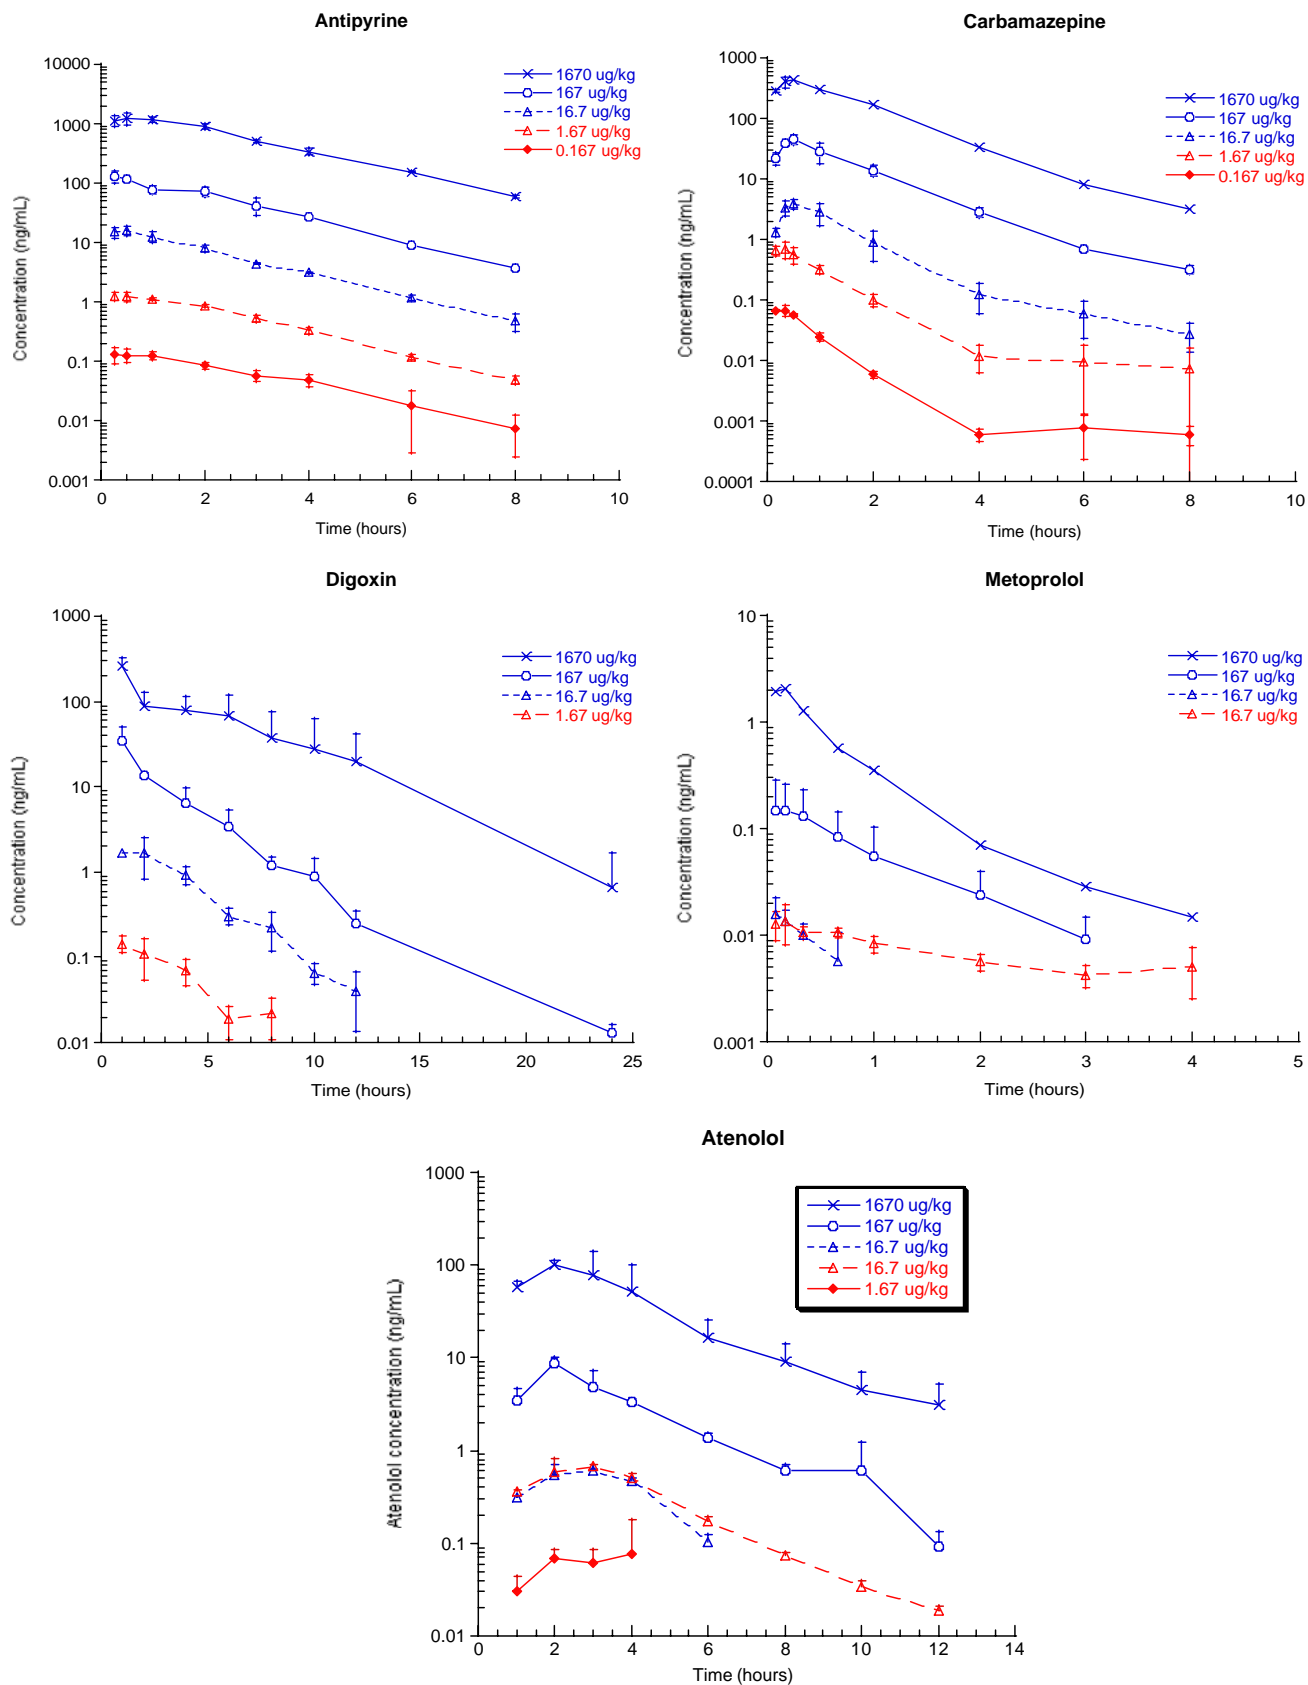 Antipyrine
10000
1000
100
10
1
0.1
0.01
0.001
Concentration (ng/mL)
1670 ug/kg
167 ug/kg
16.7 ug/kg
1.67 ug/kg
0.167 ug/kg
0 2 4 6 8 10
Time (hours)
Carbamazepine
1000
100
10
1
0.1
0.01
0.001
0.0001
Concentration (ng/mL)
1670 ug/kg
167 ug/kg
16.7 ug/kg
1.67 ug/kg
0.167 ug/kg
0 2 4 6 8 10
Time (hours)
Digoxin
1000
100
10
1
0.1
0.01
Concentration (ng/mL)
1670 ug/kg
167 ug/kg
16.7 ug/kg
1.67 ug/kg
0 5 10 15 20 25
Time (hours)
Metoprolol
10
1
0.1
0.01
0.001
Concentration (ng/mL)
1670 ug/kg
167 ug/kg
16.7 ug/kg
16.7 ug/kg
0 1 2 3 4 5
Time (hours)
Atenolol
1000
100
10
1
0.1
0.01
Atenolol concentration (ng/mL)
1670 ug/kg
167 ug/kg
16.7 ug/kg
16.7 ug/kg
1.67 ug/kg
0 2 4 6 8 10 12 14
Time (hours)